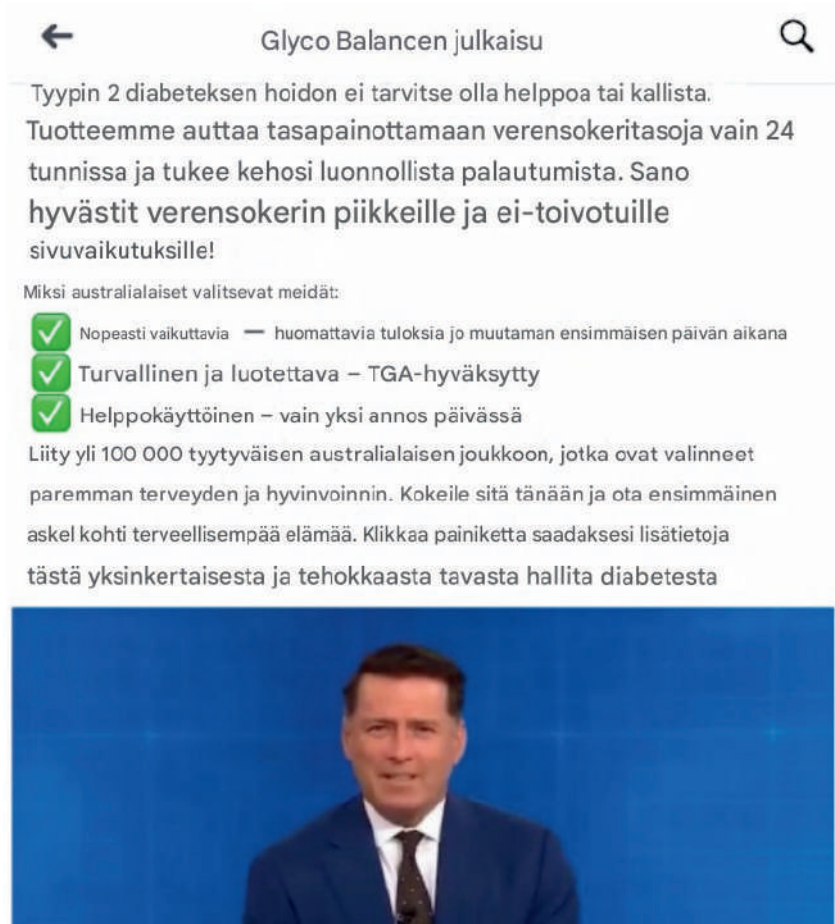 Glyco Balancen julkaisu
Tyypin 2 diabeteksen hoidon ei tarvitse olla helppoa tai kallista.
Tuotteemme auttaa tasapainottamaan verensokeritasoja vain 24
tunnissa ja tukee kehosi luonnollista palautumista. Sano
hyvästit verensokerin piikkeille ja ei-toivotuille
sivuvaikutuksille!
Miksi australialaiset valitsevat meidät:
Nopeasti vaikuttavia — huomattavia tuloksia jo muutaman ensimmäisen päivän aikana
Turvallinen ja luotettava – TGA-hyväksytty
Helppokäyttöinen – vain yksi annos päivässä
Liity yli 100 000 tyytyväisen australialaisen joukkoon, jotka ovat valinneet
paremman terveyden ja hyvinvoinnin. Kokeile sitä tänään ja ota ensimmäinen
askel kohti terveellisempää elämää. Klikkaa painiketta saadaksesi lisätietoja
tästä yksinkertaisesta ja tehokkaasta tavasta hallita diabetesta